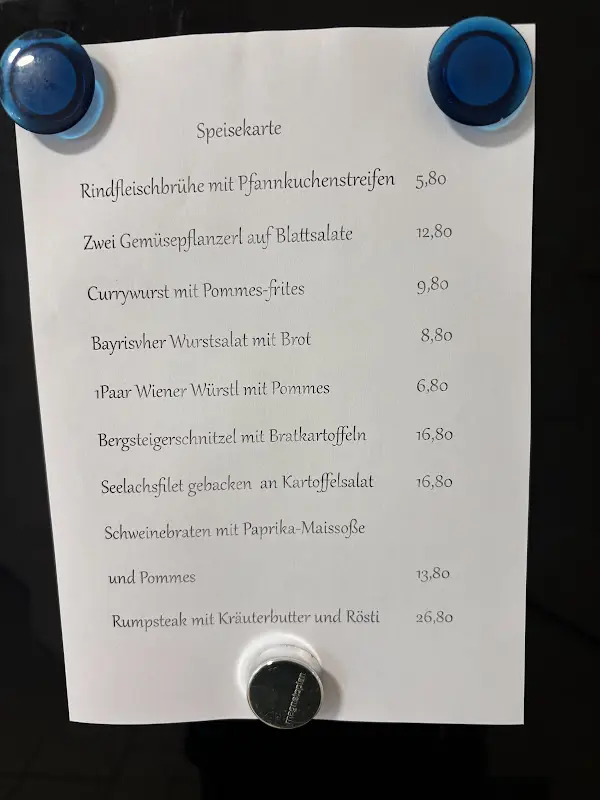 Speisekarte
Rindfleischbrühe mit Pfannkuchenstreifen 5,80
Zwei Gemüsepflanzerl auf Blattsalate 12,80
Currywurst mit Pommes-frites 9,80
Bayrisvher Wurstsalat mit Brot 8,80
1Paar Wiener Würstl mit Pommes 6,80
Bergsteigerschnitzel mit Bratkartoffeln 16,80
Seelachsfilet gebacken an Kartoffelsalat 16,80
Schweinebraten mit Paprika-Maissoße
und Pommes 13,80
Rumpsteak mit Kräuterbutter und Rösti 26,80
magnetoplan